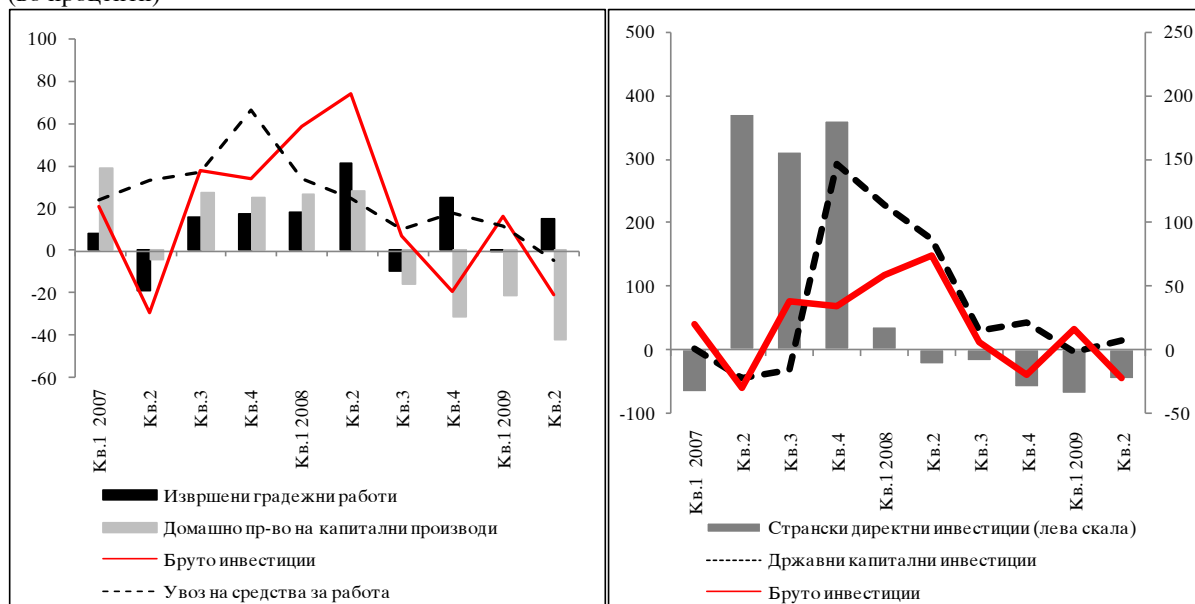 (во проценти)
100
80
60
40
20
0
-20
-40
-60
Кв.1 2007
Кв.2
Кв.3
Кв.4
Кв.1 2008
Кв.2
Кв.3
Кв.4
Кв.1 2009
Кв.2
Извршени градежни работи
Домашно пр-во на капитални производи
Бруто инвестиции
Увоз на средства за работа
500
400
300
200
100
0
-100
250
200
150
100
50
0
-50
Кв.1 2007
Кв.2
Кв.3
Кв.4
Кв.1 2008
Кв.2
Кв.3
Кв.4
Кв.1 2009
Кв.2
Странски директни инвестиции (лева скала)
Државни капитални инвестиции
Бруто инвестиции